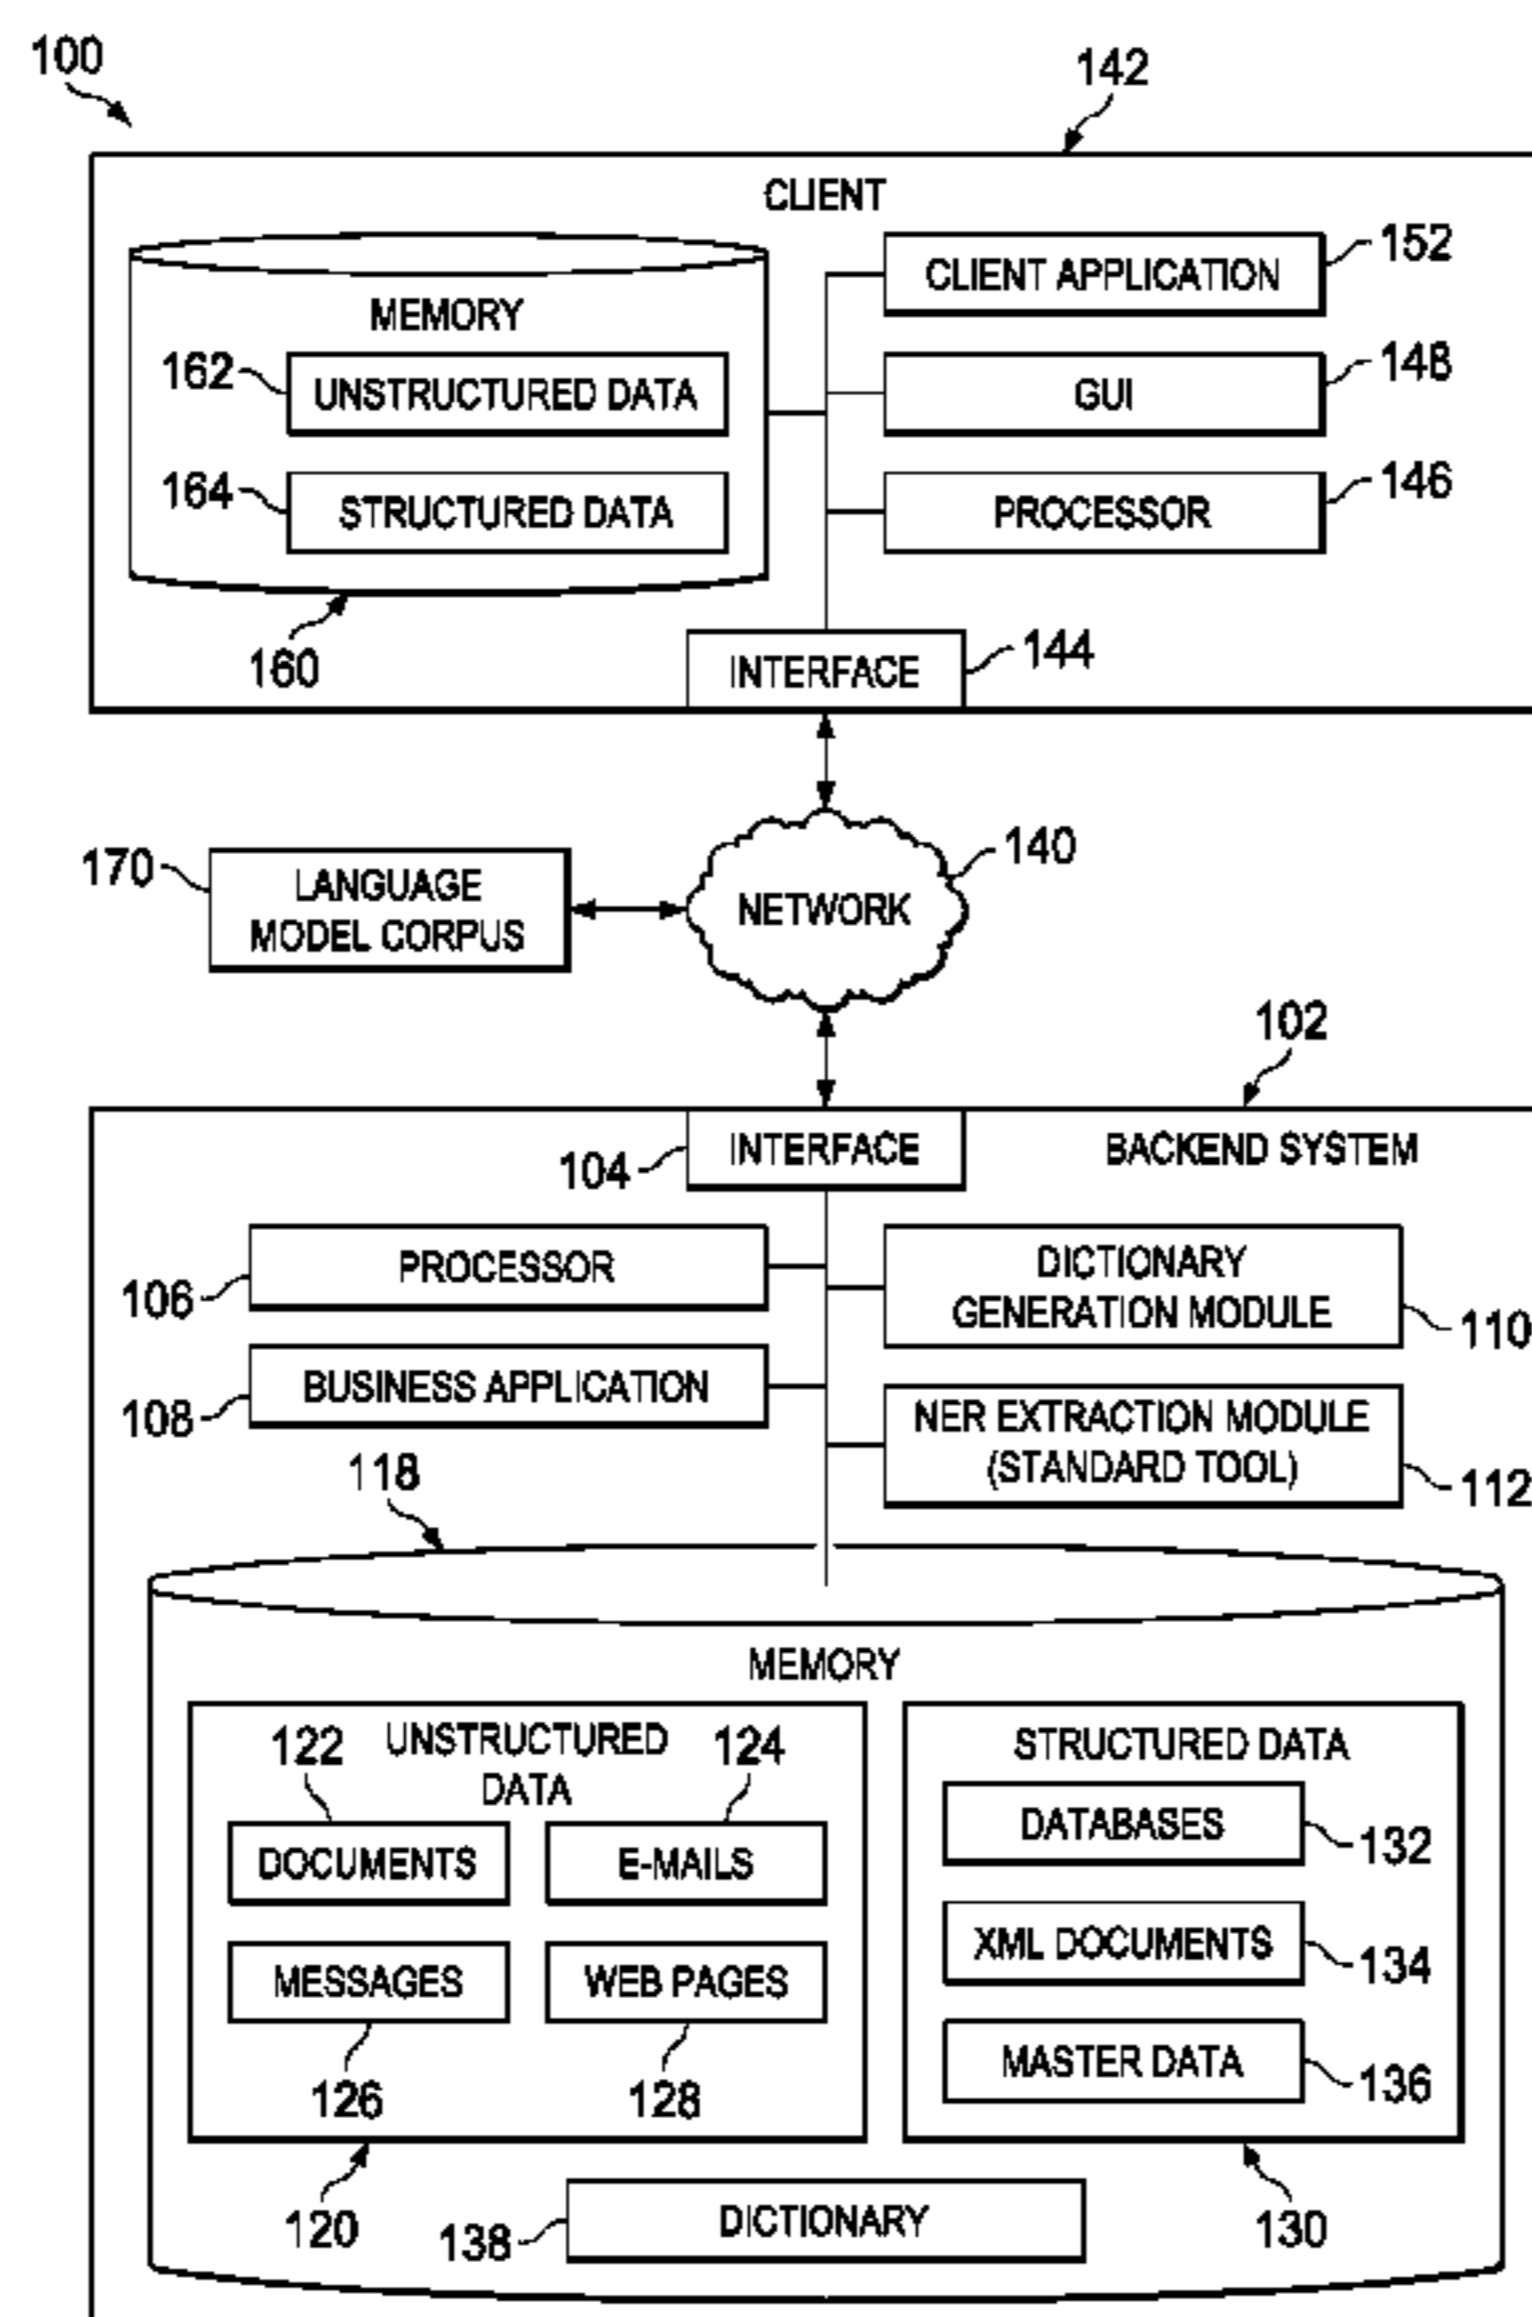 100
142
CLIENT
152
CLIENT APPLICATION
MEMORY
162
UNSTRUCTURED DATA
148
GUI
164
STRUCTURED DATA
146
PROCESSOR
160
INTERFACE
144
170
LANGUAGE
MODEL CORPUS
NETWORK
140
102
104
INTERFACE
BACKEND SYSTEM
PROCESSOR
106
DICTIONARY
GENERATION MODULE
110
BUSINESS APPLICATION
108
NER EXTRACTION MODULE
(STANDARD TOOL)
112
118
MEMORY
UNSTRUCTURED
DATA
122
124
DOCUMENTS
E-MAILS
MESSAGES
WEB PAGES
126
128
120
STRUCTURED DATA
DATABASES
132
XML DOCUMENTS
134
MASTER DATA
136
130
138
DICTIONARY